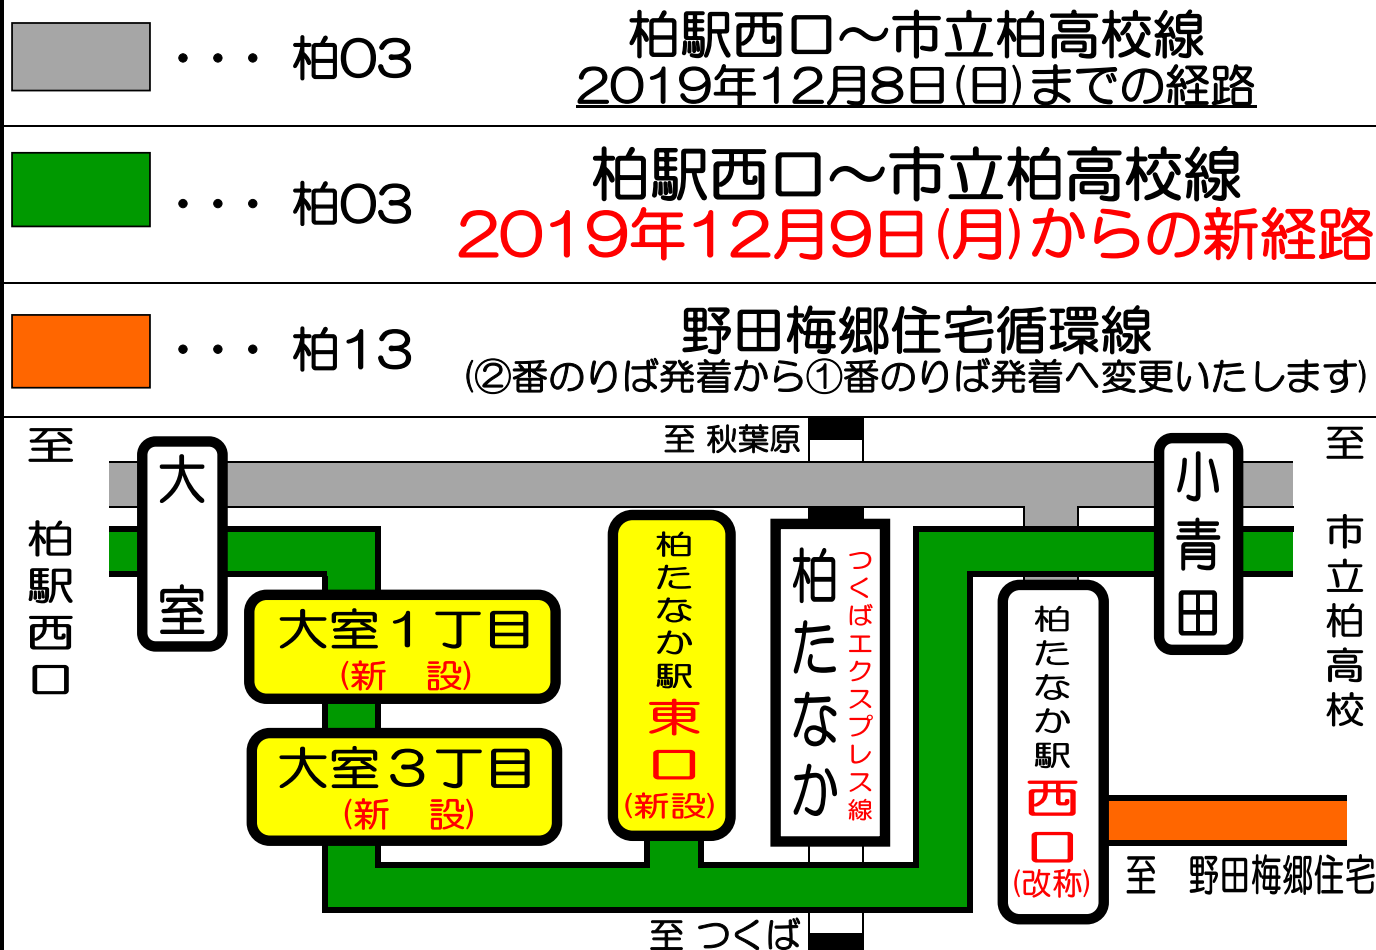 ・・・ 柏03
柏駅西口～市立柏高校線
2019年12月8日(日)までの経路
・・・ 柏03
柏駅西口～市立柏高校線
2019年12月9日(月)からの新経路
・・・ 柏13
野田梅郷住宅循環線
(②番のりば発着から①番のりば発着へ変更いたします)
至 柏駅西口
大室
至 秋葉原
小青田
至 市立柏高校
大室１丁目
(新 設)
大室３丁目
(新 設)
柏たなか駅東口
(新設)
柏たなか
つくばエクスプレス線
柏たなか駅西口
(改称)
至 野田梅郷住宅
至 つくば